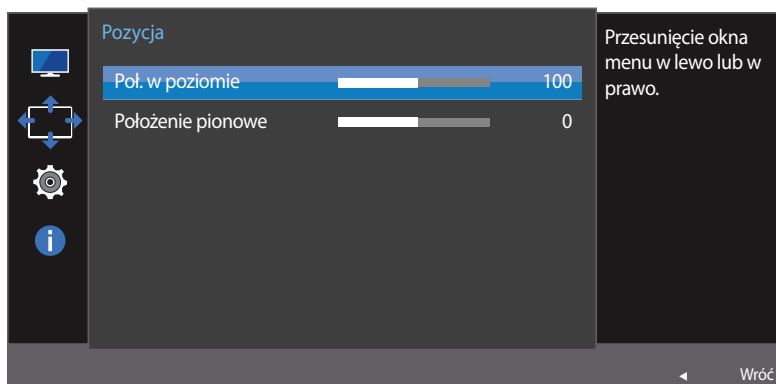 Pozycja
Poł. w poziomie 100
Położenie pionowe 0
Przesunięcie okna
menu w lewo lub w
prawo.
i
Wróć